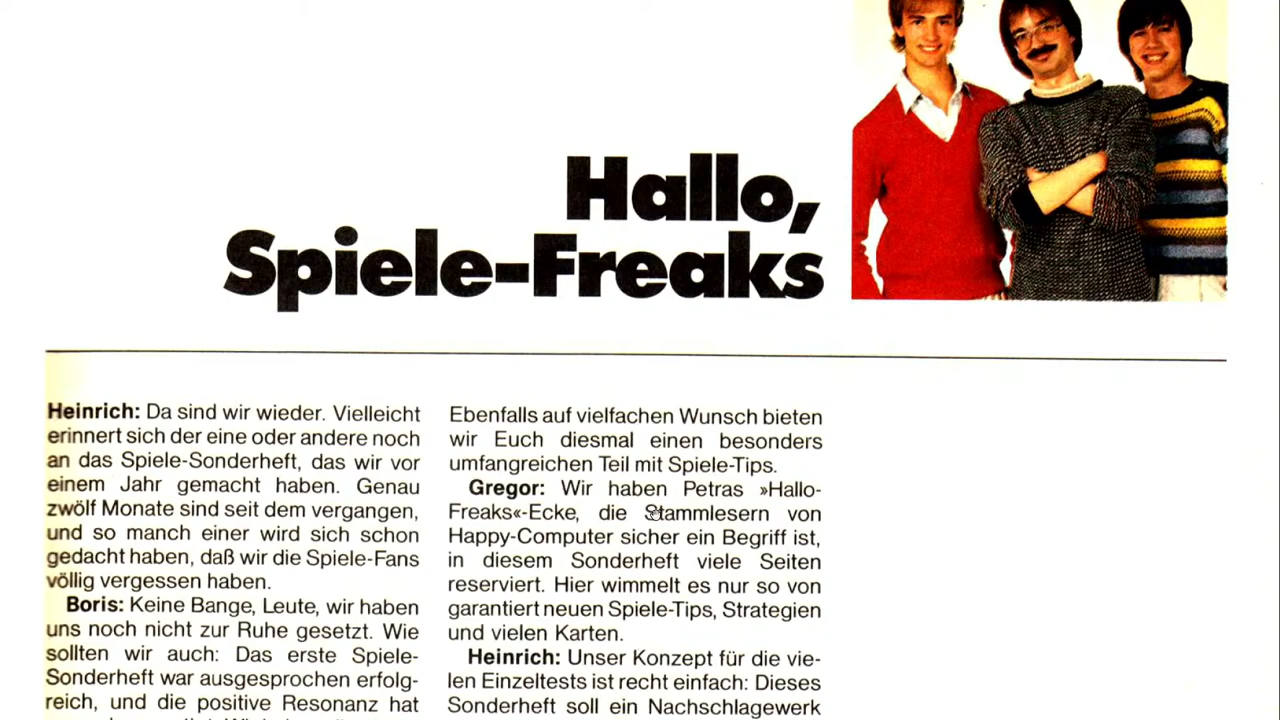 Hallo,
Spiele-Freaks
Heinrich: Da sind wir wieder. Vielleicht
erinnert sich der eine oder andere noch
an das Spiele-Sonderheft, das wir vor
einem Jahr gemacht haben. Genau
zwölf Monate sind seit dem vergangen,
und so manch einer wird sich schon
gedacht haben, daß wir die Spiele-Fans
völlig vergessen haben.
Boris: Keine Bange, Leute, wir haben
uns noch nicht zur Ruhe gesetzt. Wie
sollten wir auch: Das erste Spiele-
Sonderheft war ausgesprochen erfolg-
reich, und die positive Resonanz hat
Ebenfalls auf vielfachen Wunsch bieten
wir Euch diesmal einen besonders
umfangreichen Teil mit Spiele-Tips.
Gregor: Wir haben Petras »Hallo-
Freaks«-Ecke, die Stammlesern von
Happy-Computer sicher ein Begriff ist,
in diesem Sonderheft viele Seiten
reserviert. Hier wimmelt es nur so von
garantiert neuen Spiele-Tips, Strategien
und vielen Karten.
Heinrich: Unser Konzept für die vie-
len Einzeltests ist recht einfach: Dieses
Sonderheft soll ein Nachschlagewerk